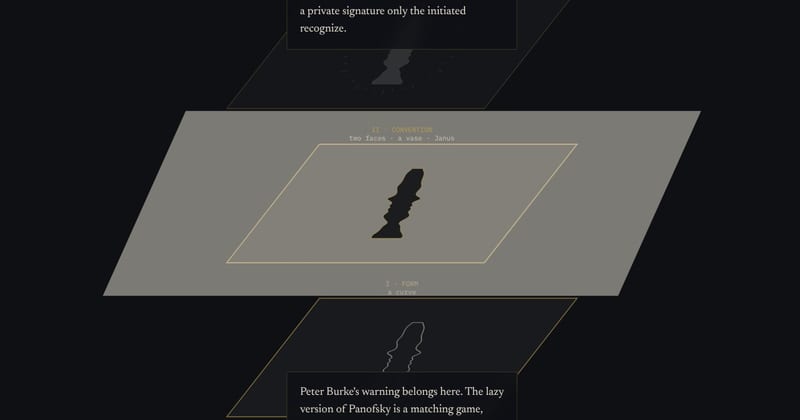 a private signature only the initiated
recognize.
II · CONVENTION
two faces · a vase · Janus
I · FORM
a curve
Peter Burke's warning belongs here. The lazy
version of Panofsky is a matching game,